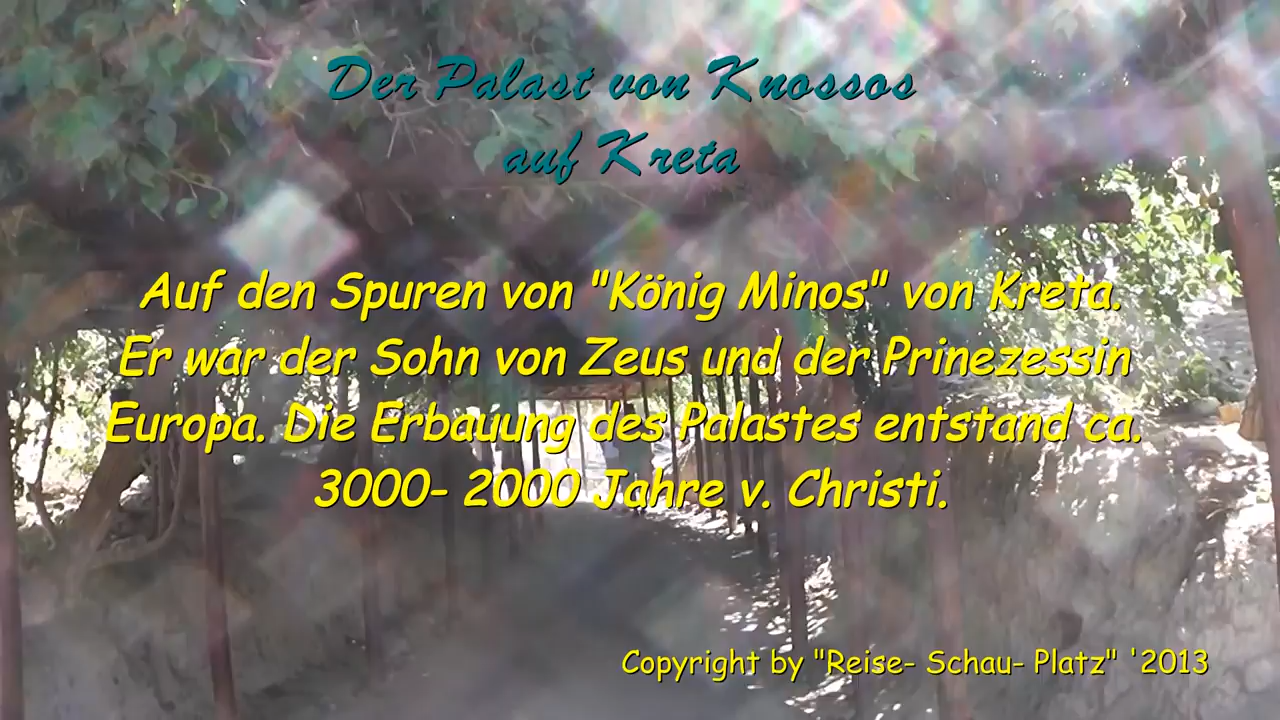 Der Palast von Knossos
auf Kreta
Auf den Spuren von "König Minos" von Kreta.
Er war der Sohn von Zeus und der Prinezessin
Europa. Die Erbauung des Palastes entstand ca.
3000- 2000 Jahre v. Christi.
Copyright by "Reise- Schau- Platz" '2013